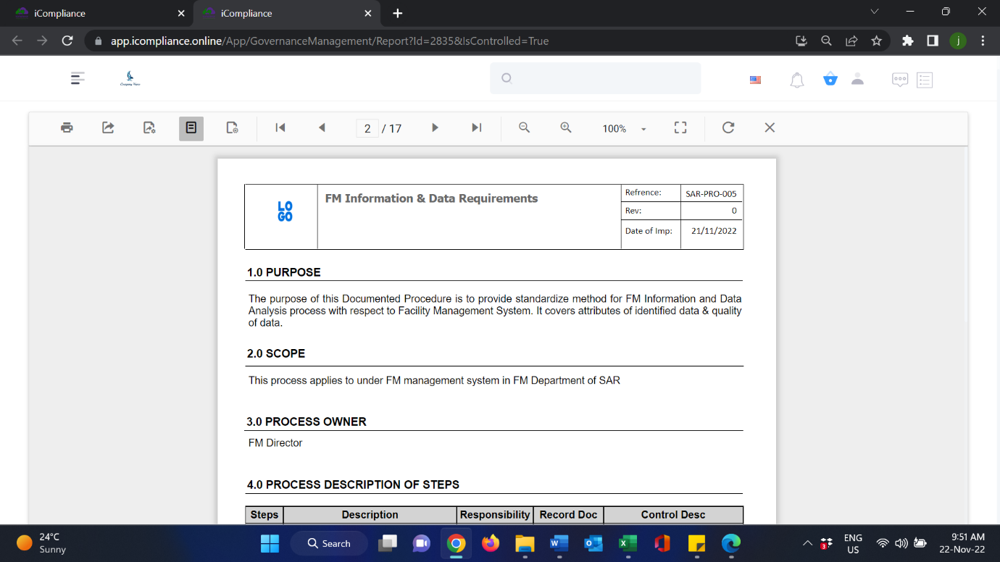 iCompliance
iCompliance
app.icompliance.online/App/GovernanceManagement/Report?Id=2835&IsControlled=True
j
Company Name
2 / 17
100%
LO
GO
FM Information & Data Requirements
Refrence: SAR-PRO-005
Rev: 0
Date of Imp: 21/11/2022
1.0 PURPOSE
The purpose of this Documented Procedure is to provide standardize method for FM Information and Data
Analysis process with respect to Facility Management System. It covers attributes of identified data & quality
of data.
2.0 SCOPE
This process applies to under FM management system in FM Department of SAR
3.0 PROCESS OWNER
FM Director
4.0 PROCESS DESCRIPTION OF STEPS
Steps Description Responsibility Record Doc Control Desc
24°C
Sunny
Search
3
ENG
US
9:51 AM
22-Nov-22